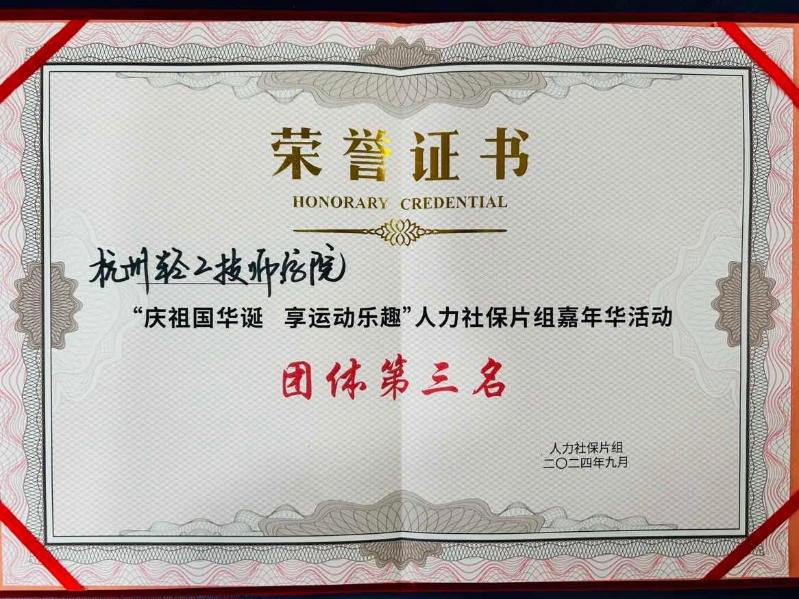 荣誉证书
HONORARY CREDENTIAL
杭州轻工技师学院
“庆祖国华诞 享运动乐趣”人力社保片组嘉年华活动
团体第三名
人力社保片组
二〇二四年九月